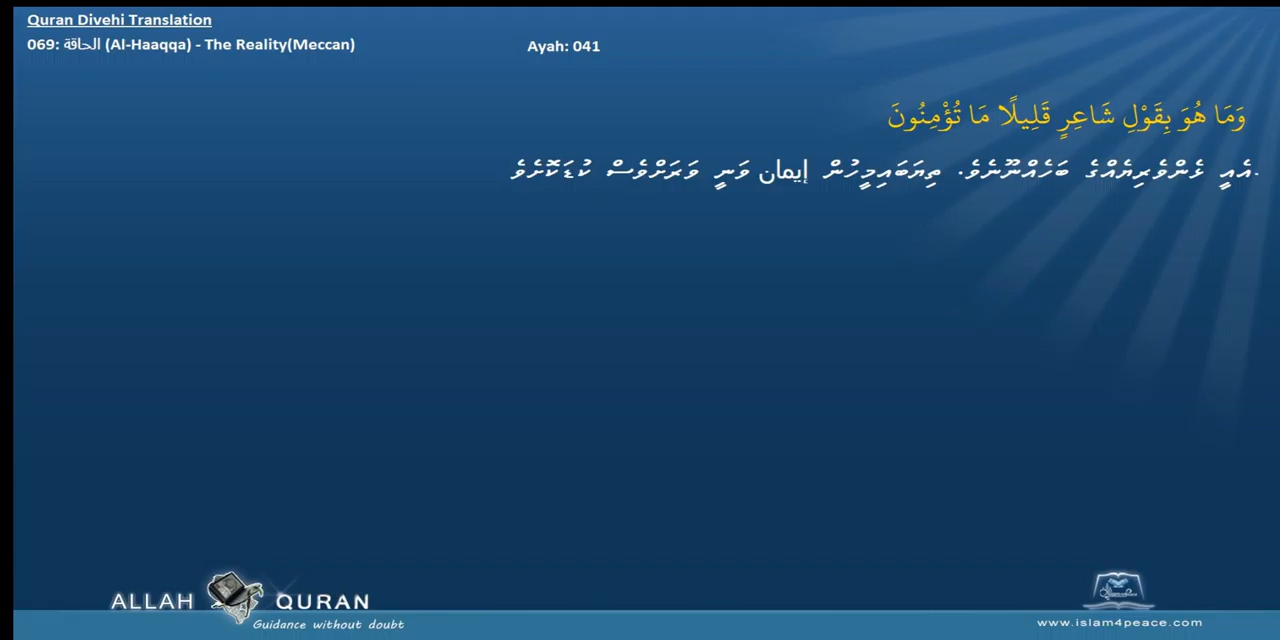 Quran Divehi Translation
069: الحاقة (Al-Haaqqa) - The Reality(Meccan)
Ayah: 041
وَمَا هُوَ بِقَوْلِ شَاعِرٍ قَلِيلًا مَا تُؤْمِنُونَ
.އެއީ ޅެންވެރިޔެއްގެ ބަހެއްނޫނެވެ. ތިޔަބައިމީހުން إيمان ވަނީ ވަރަށްވެސް ކުޑަކޮށެވެ
ALLAH QURAN
Guidance without doubt
www.islam4peace.com